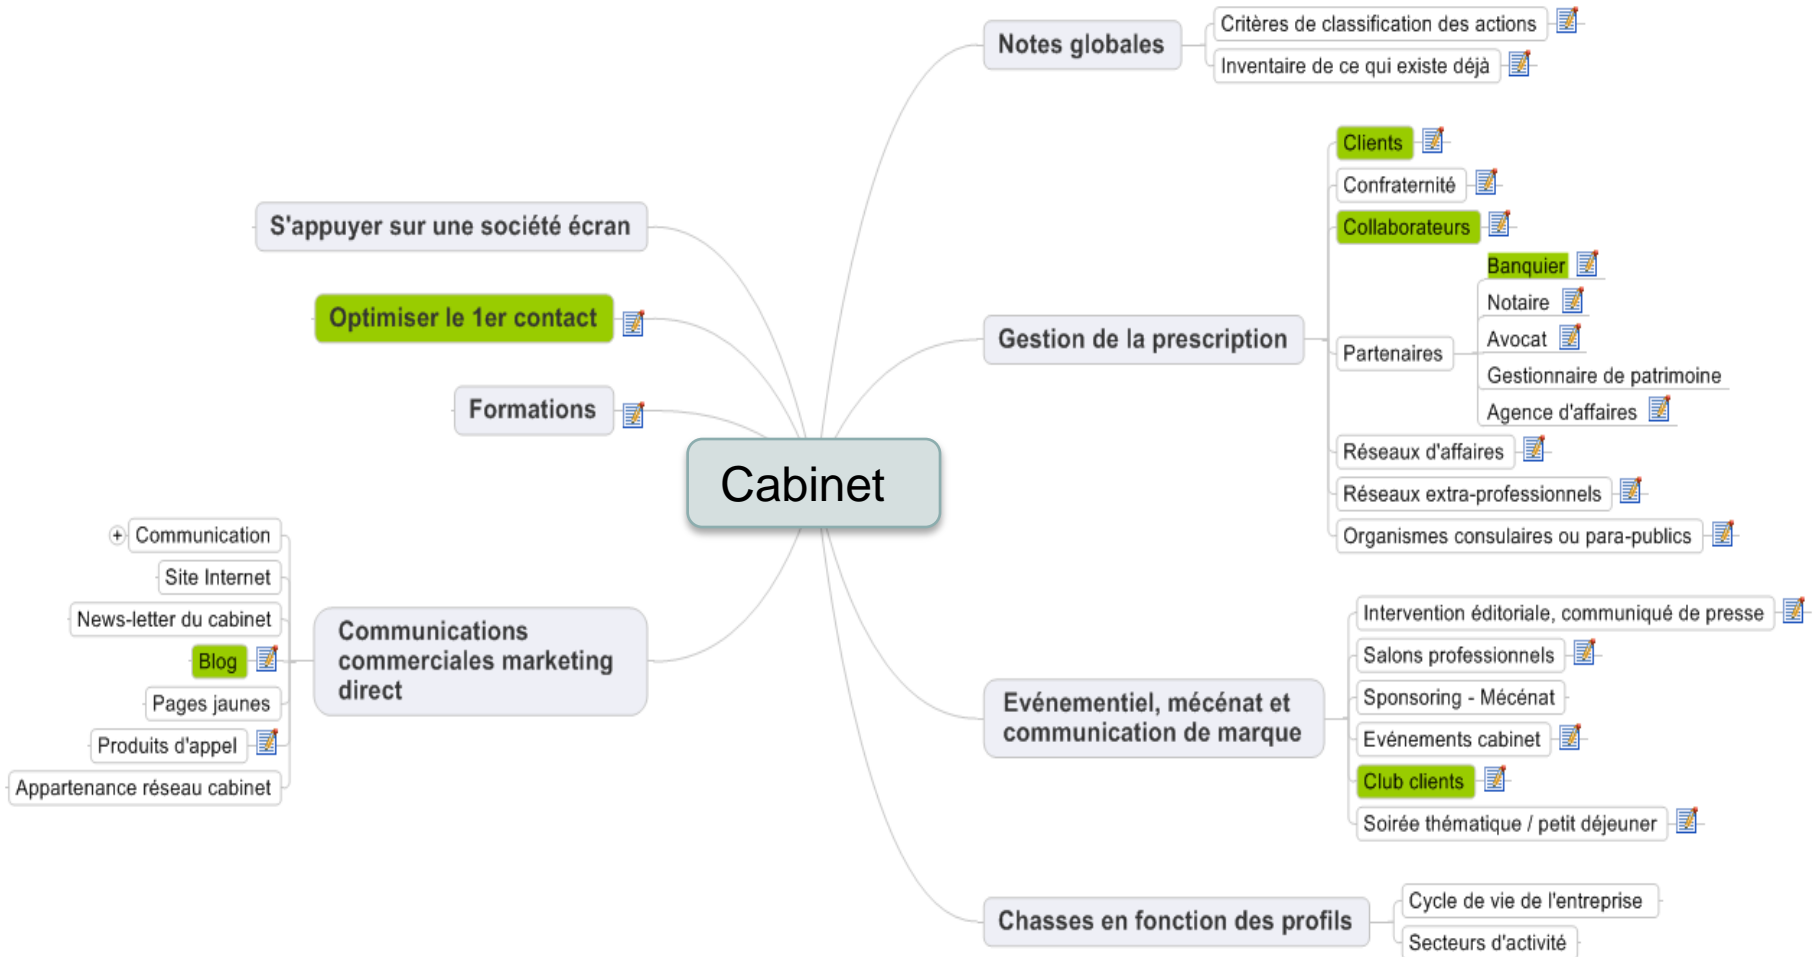 Cabinet
Notes globales
Critères de classification des actions
Inventaire de ce qui existe déjà
Gestion de la prescription
Clients
Confraternité
Collaborateurs
Partenaires
Banquier
Notaire
Avocat
Gestionnaire de patrimoine
Agence d'affaires
Réseaux d'affaires
Réseaux extra-professionnels
Organismes consulaires ou para-publics
Evénementiel, mécénat et
communication de marque
Intervention éditoriale, communiqué de presse
Salons professionnels
Sponsoring - Mécénat
Evénements cabinet
Club clients
Soirée thématique / petit déjeuner
Chasses en fonction des profils
Cycle de vie de l'entreprise
Secteurs d'activité
S'appuyer sur une société écran
Optimiser le 1er contact
Formations
Communications
commerciales marketing
direct
Communication
Site Internet
News-letter du cabinet
Blog
Pages jaunes
Produits d'appel
Appartenance réseau cabinet